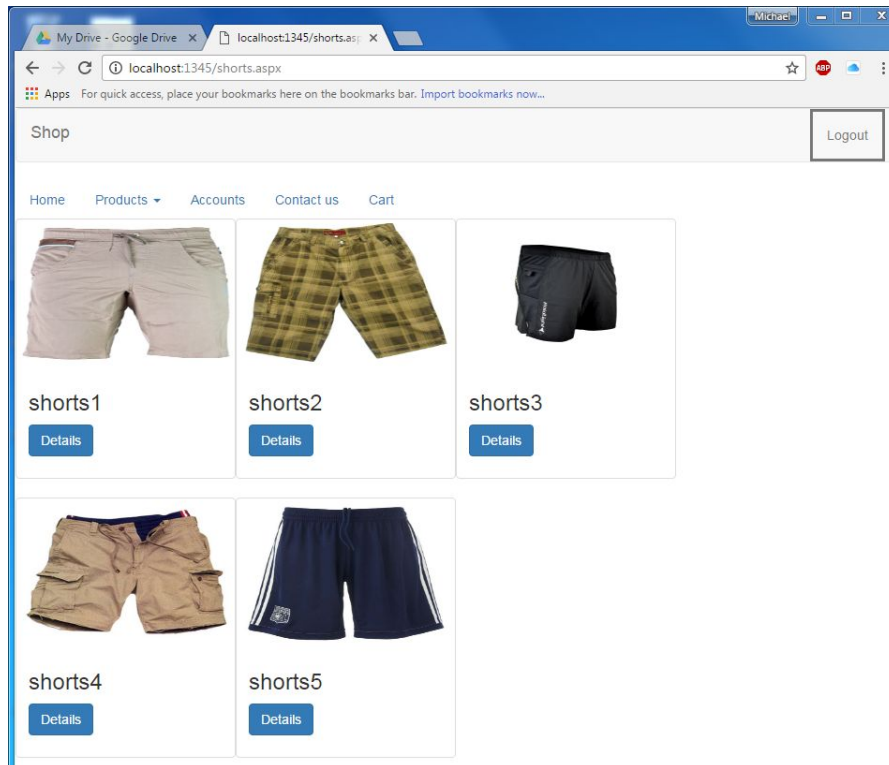 Michael
My Drive - Google Drive
localhost:1345/shorts.asp
localhost:1345/shorts.aspx
ABP
Apps For quick access, place your bookmarks here on the bookmarks bar. Import bookmarks now...
Shop
Logout
Home Products Accounts Contact us Cart
shorts1 shorts2 shorts3
Details Details Details
shorts4 shorts5
Details Details